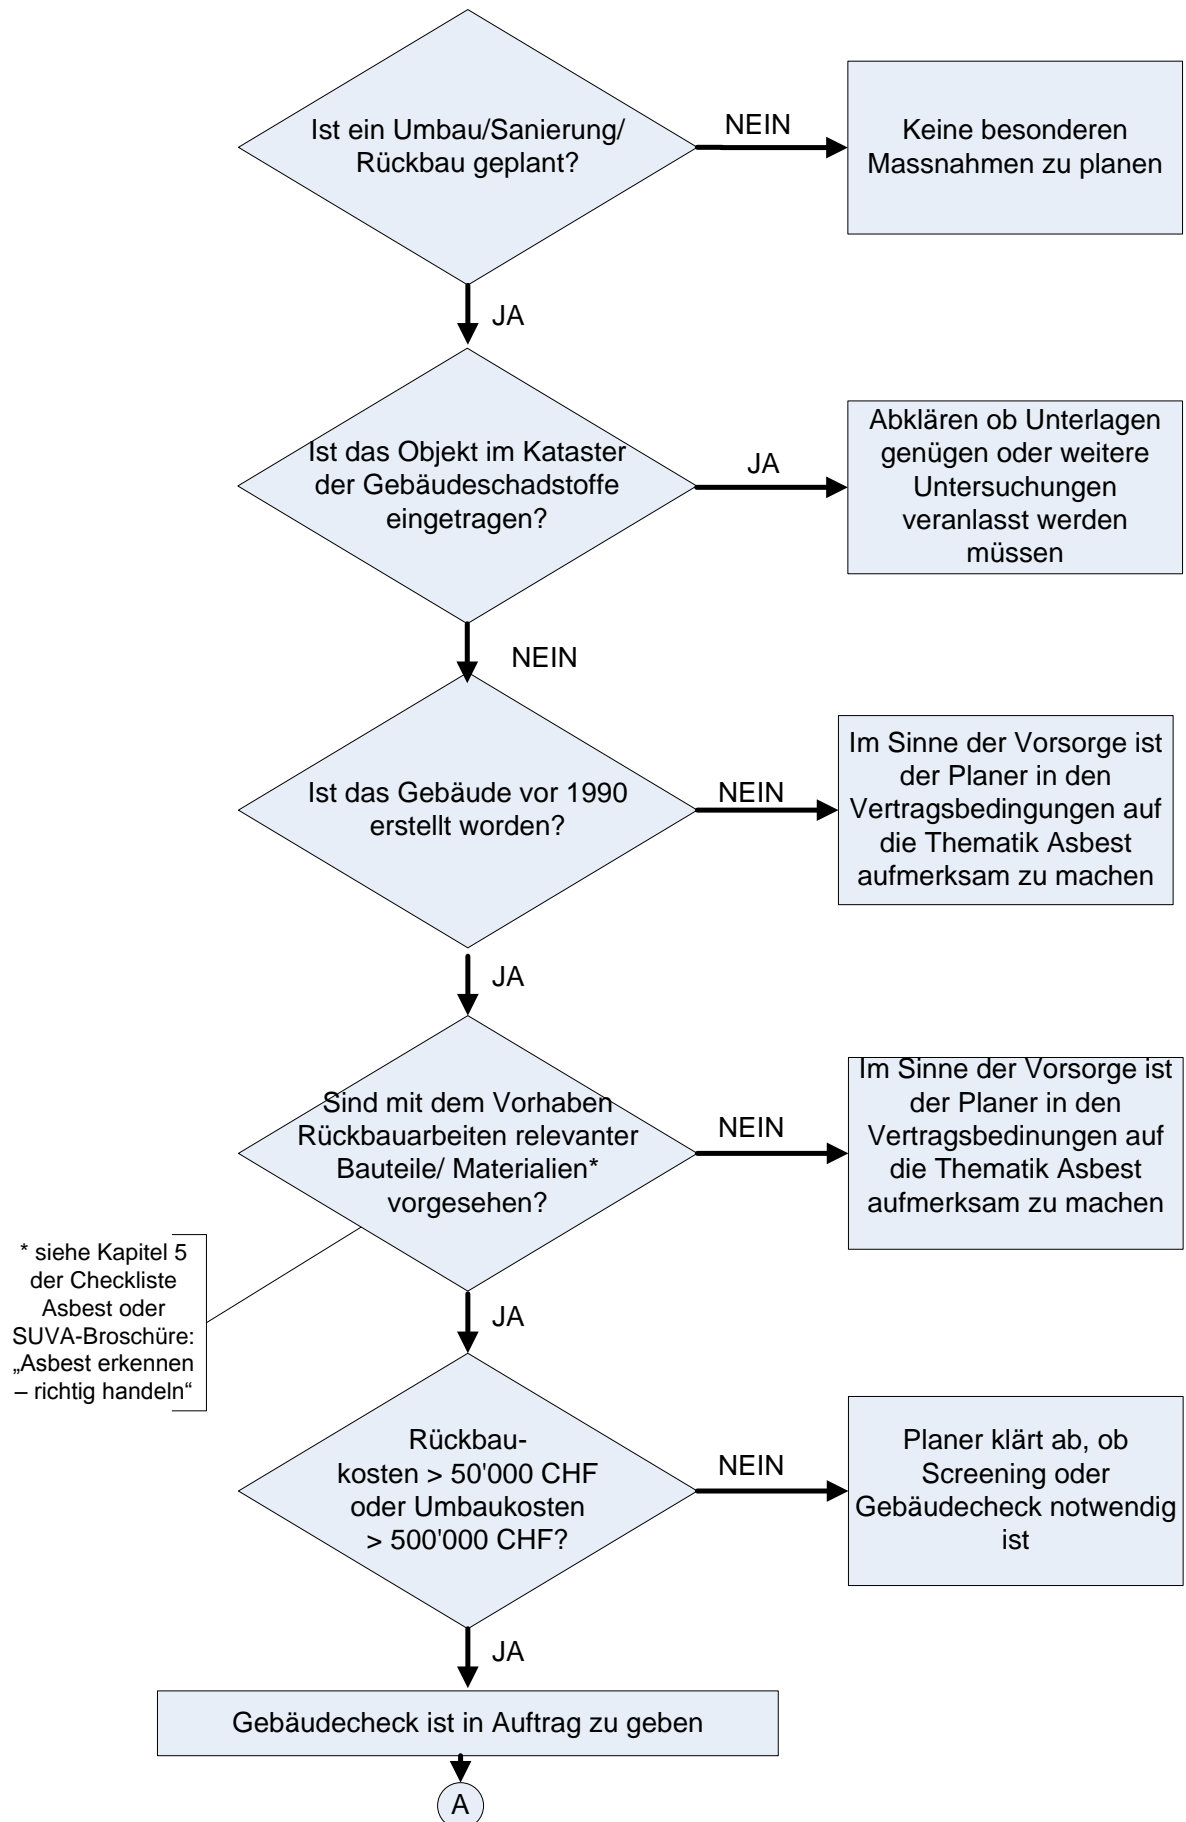 Ist ein Umbau/Sanierung/
Rückbau geplant?
NEIN
Keine besonderen
Massnahmen zu planen
JA
Ist das Objekt im Kataster
der Gebäudeschadstoffe
eingetragen?
JA
Abklären ob Unterlagen
genügen oder weitere
Untersuchungen
veranlasst werden
müssen
NEIN
Ist das Gebäude vor 1990
erstellt worden?
NEIN
Im Sinne der Vorsorge ist
der Planer in den
Vertragsbedingungen auf
die Thematik Asbest
aufmerksam zu machen
JA
Sind mit dem Vorhaben
Rückbauarbeiten relevanter
Bauteile/ Materialien*
vorgesehen?
NEIN
Im Sinne der Vorsorge ist
der Planer in den
Vertragsbedinungen auf
die Thematik Asbest
aufmerksam zu machen
* siehe Kapitel 5
der Checkliste
Asbest oder
SUVA-Broschüre:
„Asbest erkennen
– richtig handeln“
JA
Rückbau-
kosten > 50'000 CHF
oder Umbaukosten
> 500'000 CHF?
NEIN
Planer klärt ab, ob
Screening oder
Gebäudecheck notwendig
ist
JA
Gebäudecheck ist in Auftrag zu geben
A